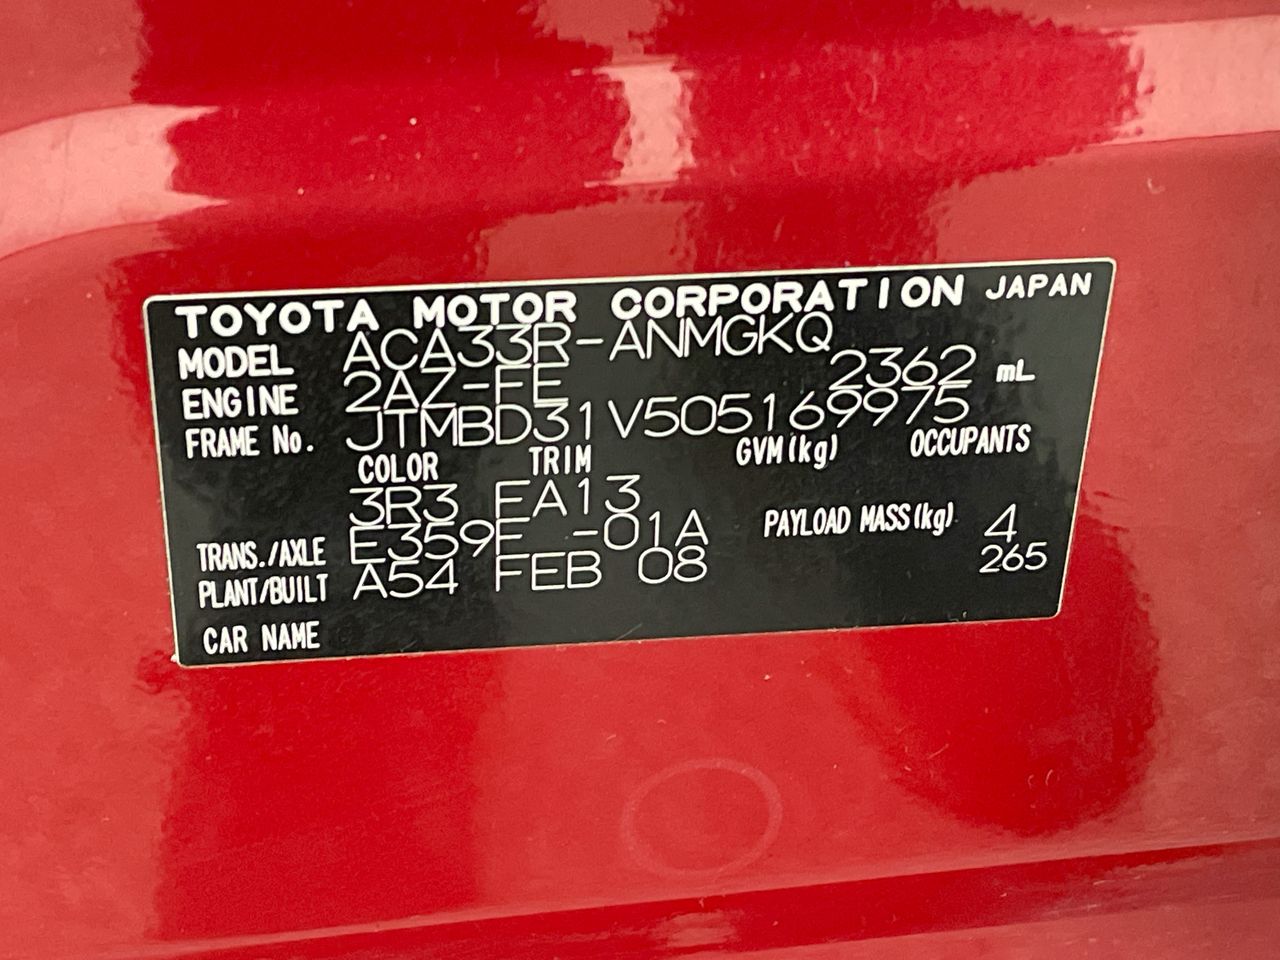 TOYOTA MOTOR CORPORATION JAPAN
MODEL ACA33R-ANMGKQ
ENGINE 2AZ-FE 2362 mL
FRAME No. JTMBD31V505169975
COLOR TRIM GVM(kg) OCCUPANTS
3R3 FA13
TRANS./AXLE E359F -01A PAYLOAD MASS(kg) 4
PLANT/BUILT A54 FEB 08 265
CAR NAME